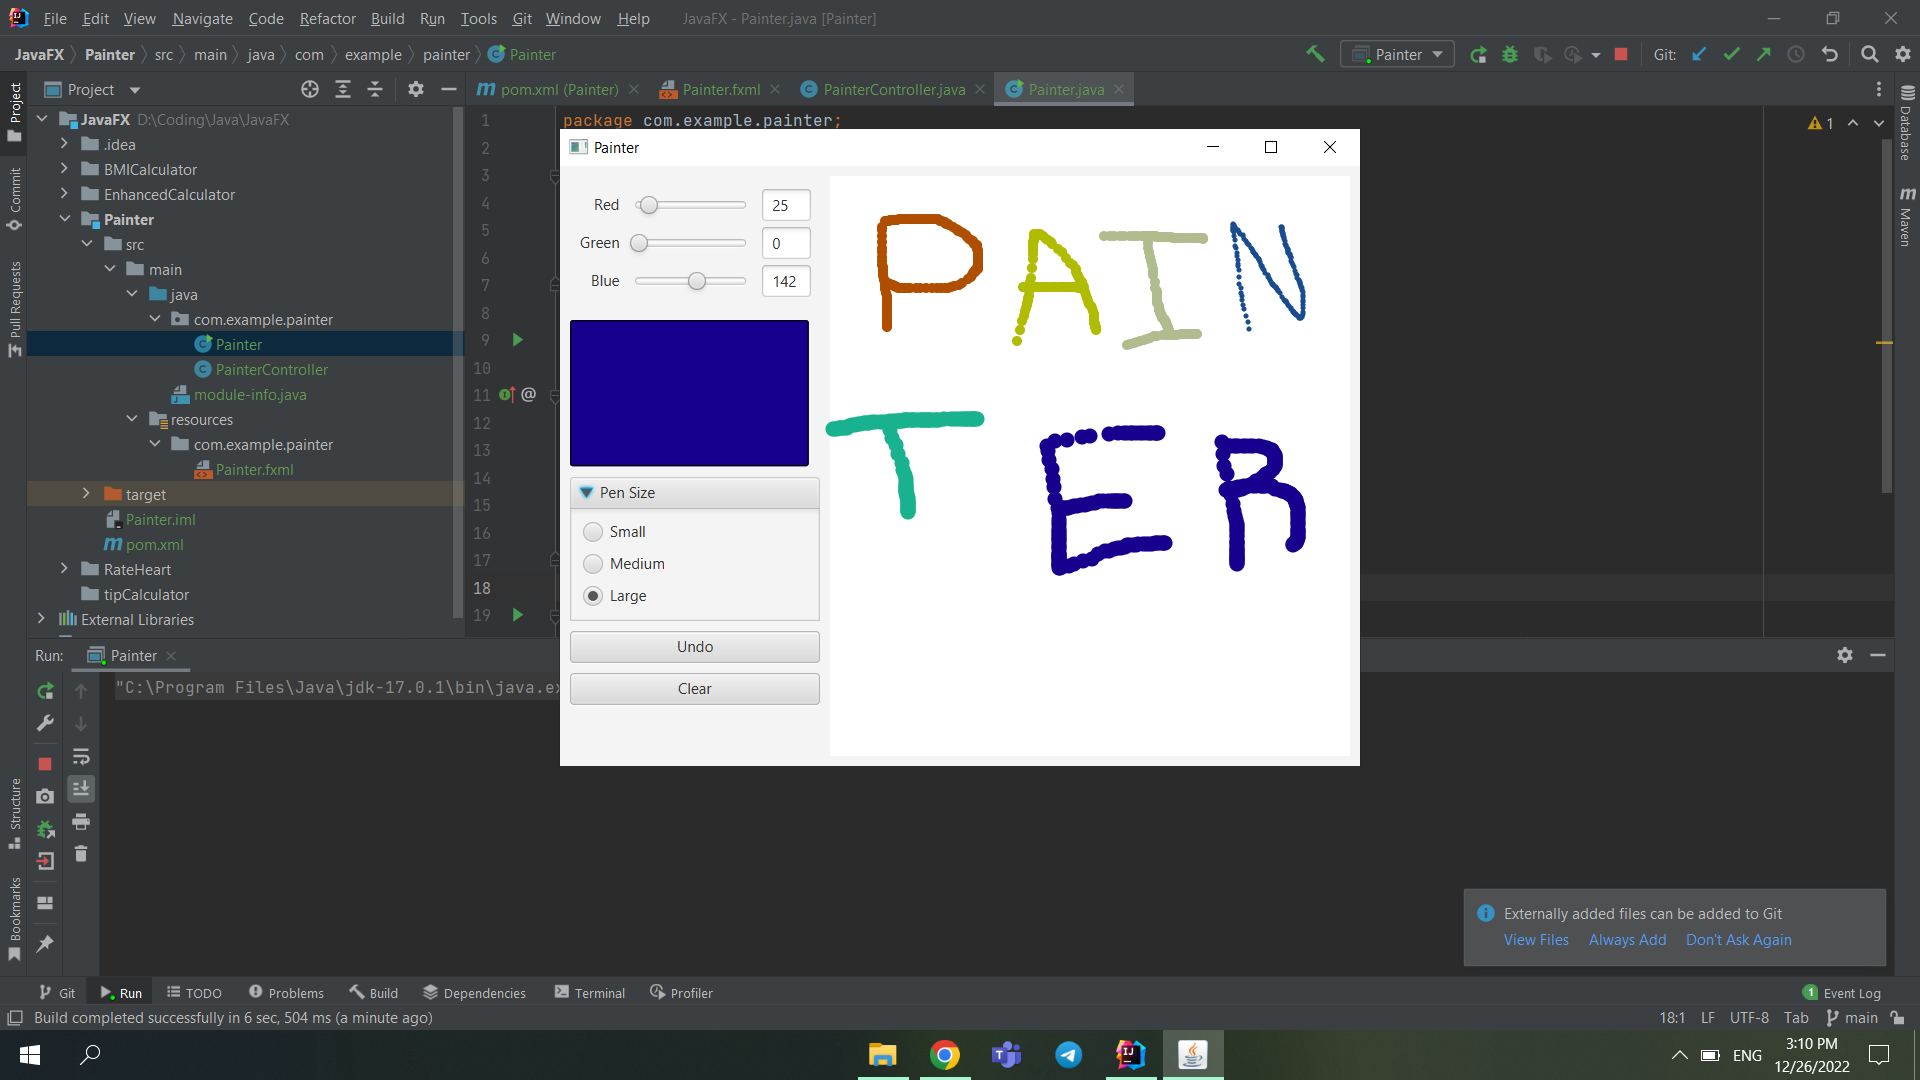 File Edit View Navigate Code Refactor Build Run Tools Git Window Help JavaFX - Painter.java [Painter]
JavaFX Painter src main java com example painter Painter
Painter Git:
Project
pom.xml (Painter) Painter.fxml PainterController.java Painter.java
JavaFX D:\Coding\Java\JavaFX
.idea
BMICalculator
EnhancedCalculator
Painter
src
main
java
com.example.painter
Painter
PainterController
module-info.java
resources
com.example.painter
Painter.fxml
target
Painter.iml
pom.xml
RateHeart
tipCalculator
External Libraries
Project
Commit
Pull Requests
Structure
Bookmarks
1 package com.example.painter;
2
3
4
5
6
7
8
9
10
11 @
12
13
14
15
16
17
18
19
1
Database
Maven
Painter
Red 25
Green 0
Blue 142
Pen Size
Small
Medium
Large
Undo
Clear
PAIN
TER
Run: Painter
"C:\Program Files\Java\jdk-17.0.1\bin\java.ex
Externally added files can be added to Git
View Files Always Add Don't Ask Again
Git Run TODO Problems Build Dependencies Terminal Profiler 1 Event Log
Build completed successfully in 6 sec, 504 ms (a minute ago) 18:1 LF UTF-8 Tab main
ENG 3:10 PM
12/26/2022